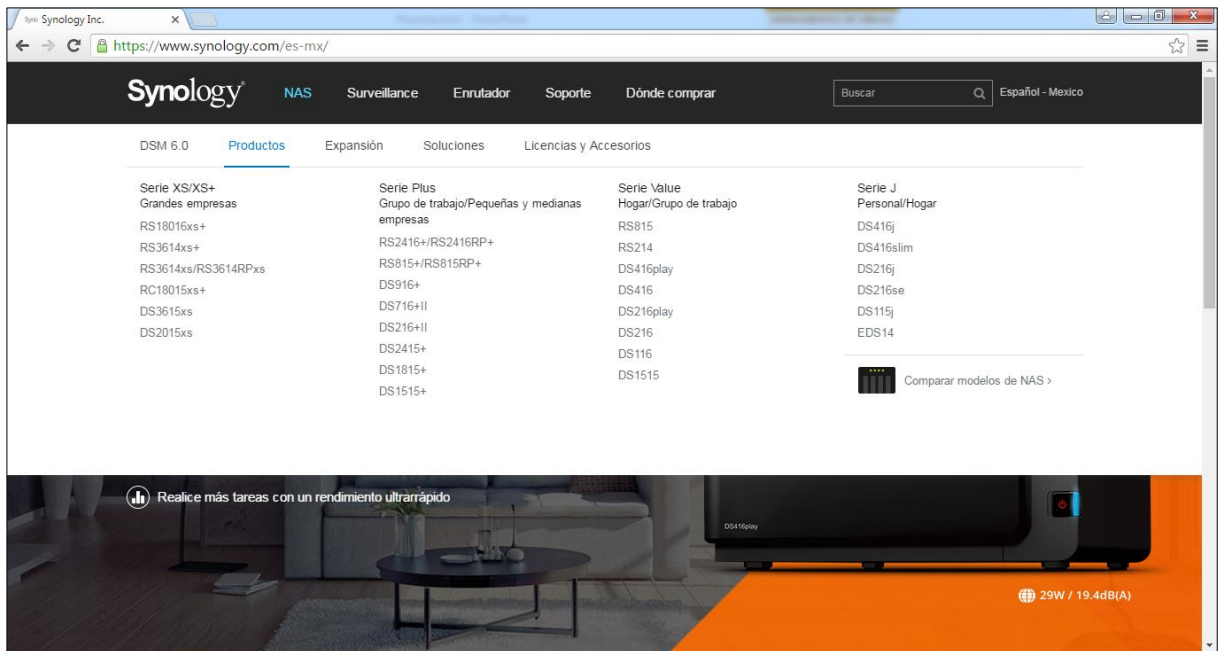 Synology Inc.
https://www.synology.com/es-mx/
Synology NAS Surveillance Enrutador Soporte Dónde comprar Buscar Español - Mexico
DSM 6.0 Productos Expansión Soluciones Licencias y Accesorios
Serie XS/XS+
Grandes empresas
RS18016xs+
RS3614xs+
RS3614xs/RS3614RPxs
RC18015xs+
DS3615xs
DS2015xs
Serie Plus
Grupo de trabajo/Pequeñas y medianas
empresas
RS2416+/RS2416RP+
RS815+/RS815RP+
DS916+
DS716+II
DS216+II
DS2415+
DS1815+
DS1515+
Serie Value
Hogar/Grupo de trabajo
RS815
RS214
DS416play
DS416
DS216play
DS216
DS116
DS1515
Serie J
Personal/Hogar
DS416j
DS416slim
DS216j
DS216se
DS115j
EDS14
Comparar modelos de NAS >
Realice más tareas con un rendimiento ultrarrápido
DS416play
29W / 19.4dB(A)